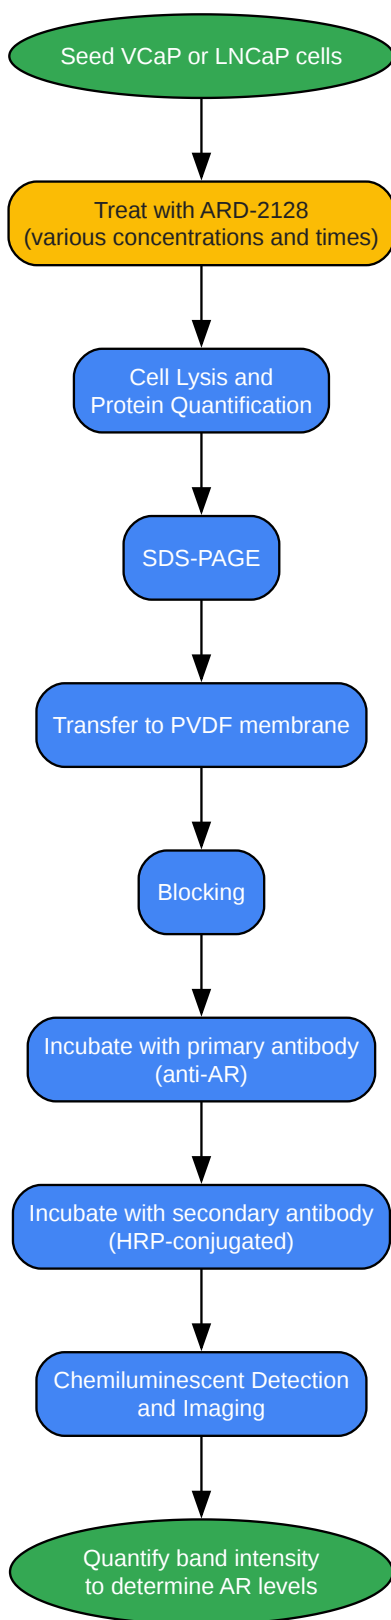 Seed VCaP or LNCaP cells
Treat with ARD-2128
(various concentrations and times)
Cell Lysis and
Protein Quantification
SDS-PAGE
Transfer to PVDF membrane
Blocking
Incubate with primary antibody
(anti-AR)
Incubate with secondary antibody
(HRP-conjugated)
Chemiluminescent Detection
and Imaging
Quantify band intensity
to determine AR levels